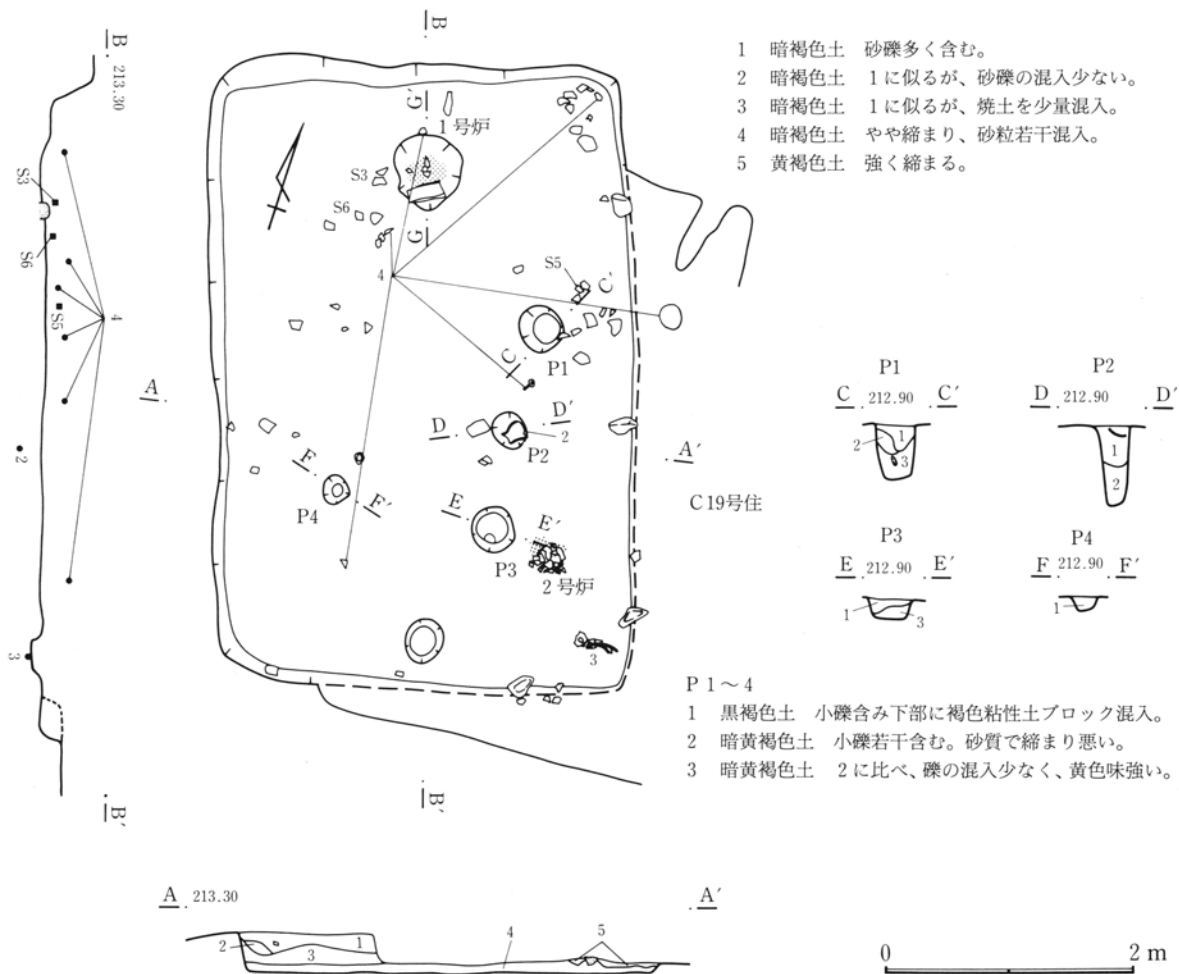 1　暗褐色土　砂礫多く含む。
2　暗褐色土　1に似るが、砂礫の混入少ない。
3　暗褐色土　1に似るが、焼土を少量混入。
4　暗褐色土　やや締まり、砂粒若干混入。
5　黄褐色土　強く締まる。
B
B
213.30
G′
1号炉
S3
S3
S6
S6
G
4
S5
S5
4
C′
A
C
P1
D
D′
2
P2
2
A′
F
F′
P4
E
E′
P3
2号炉
C19号住
3
3
B′
B′
P1
C 212.90 C′
1
2
3
P2
D 212.90 D′
1
2
P3
E 212.90 E′
1
3
P4
F 212.90 F′
1
P 1～4
1　黒褐色土　小礫含み下部に褐色粘性土ブロック混入。
2　暗黄褐色土　小礫若干含む。砂質で締まり悪い。
3　暗黄褐色土　2に比べ、礫の混入少なく、黄色味強い。
A 213.30 A′
2
1
3
4
5
0 2 m